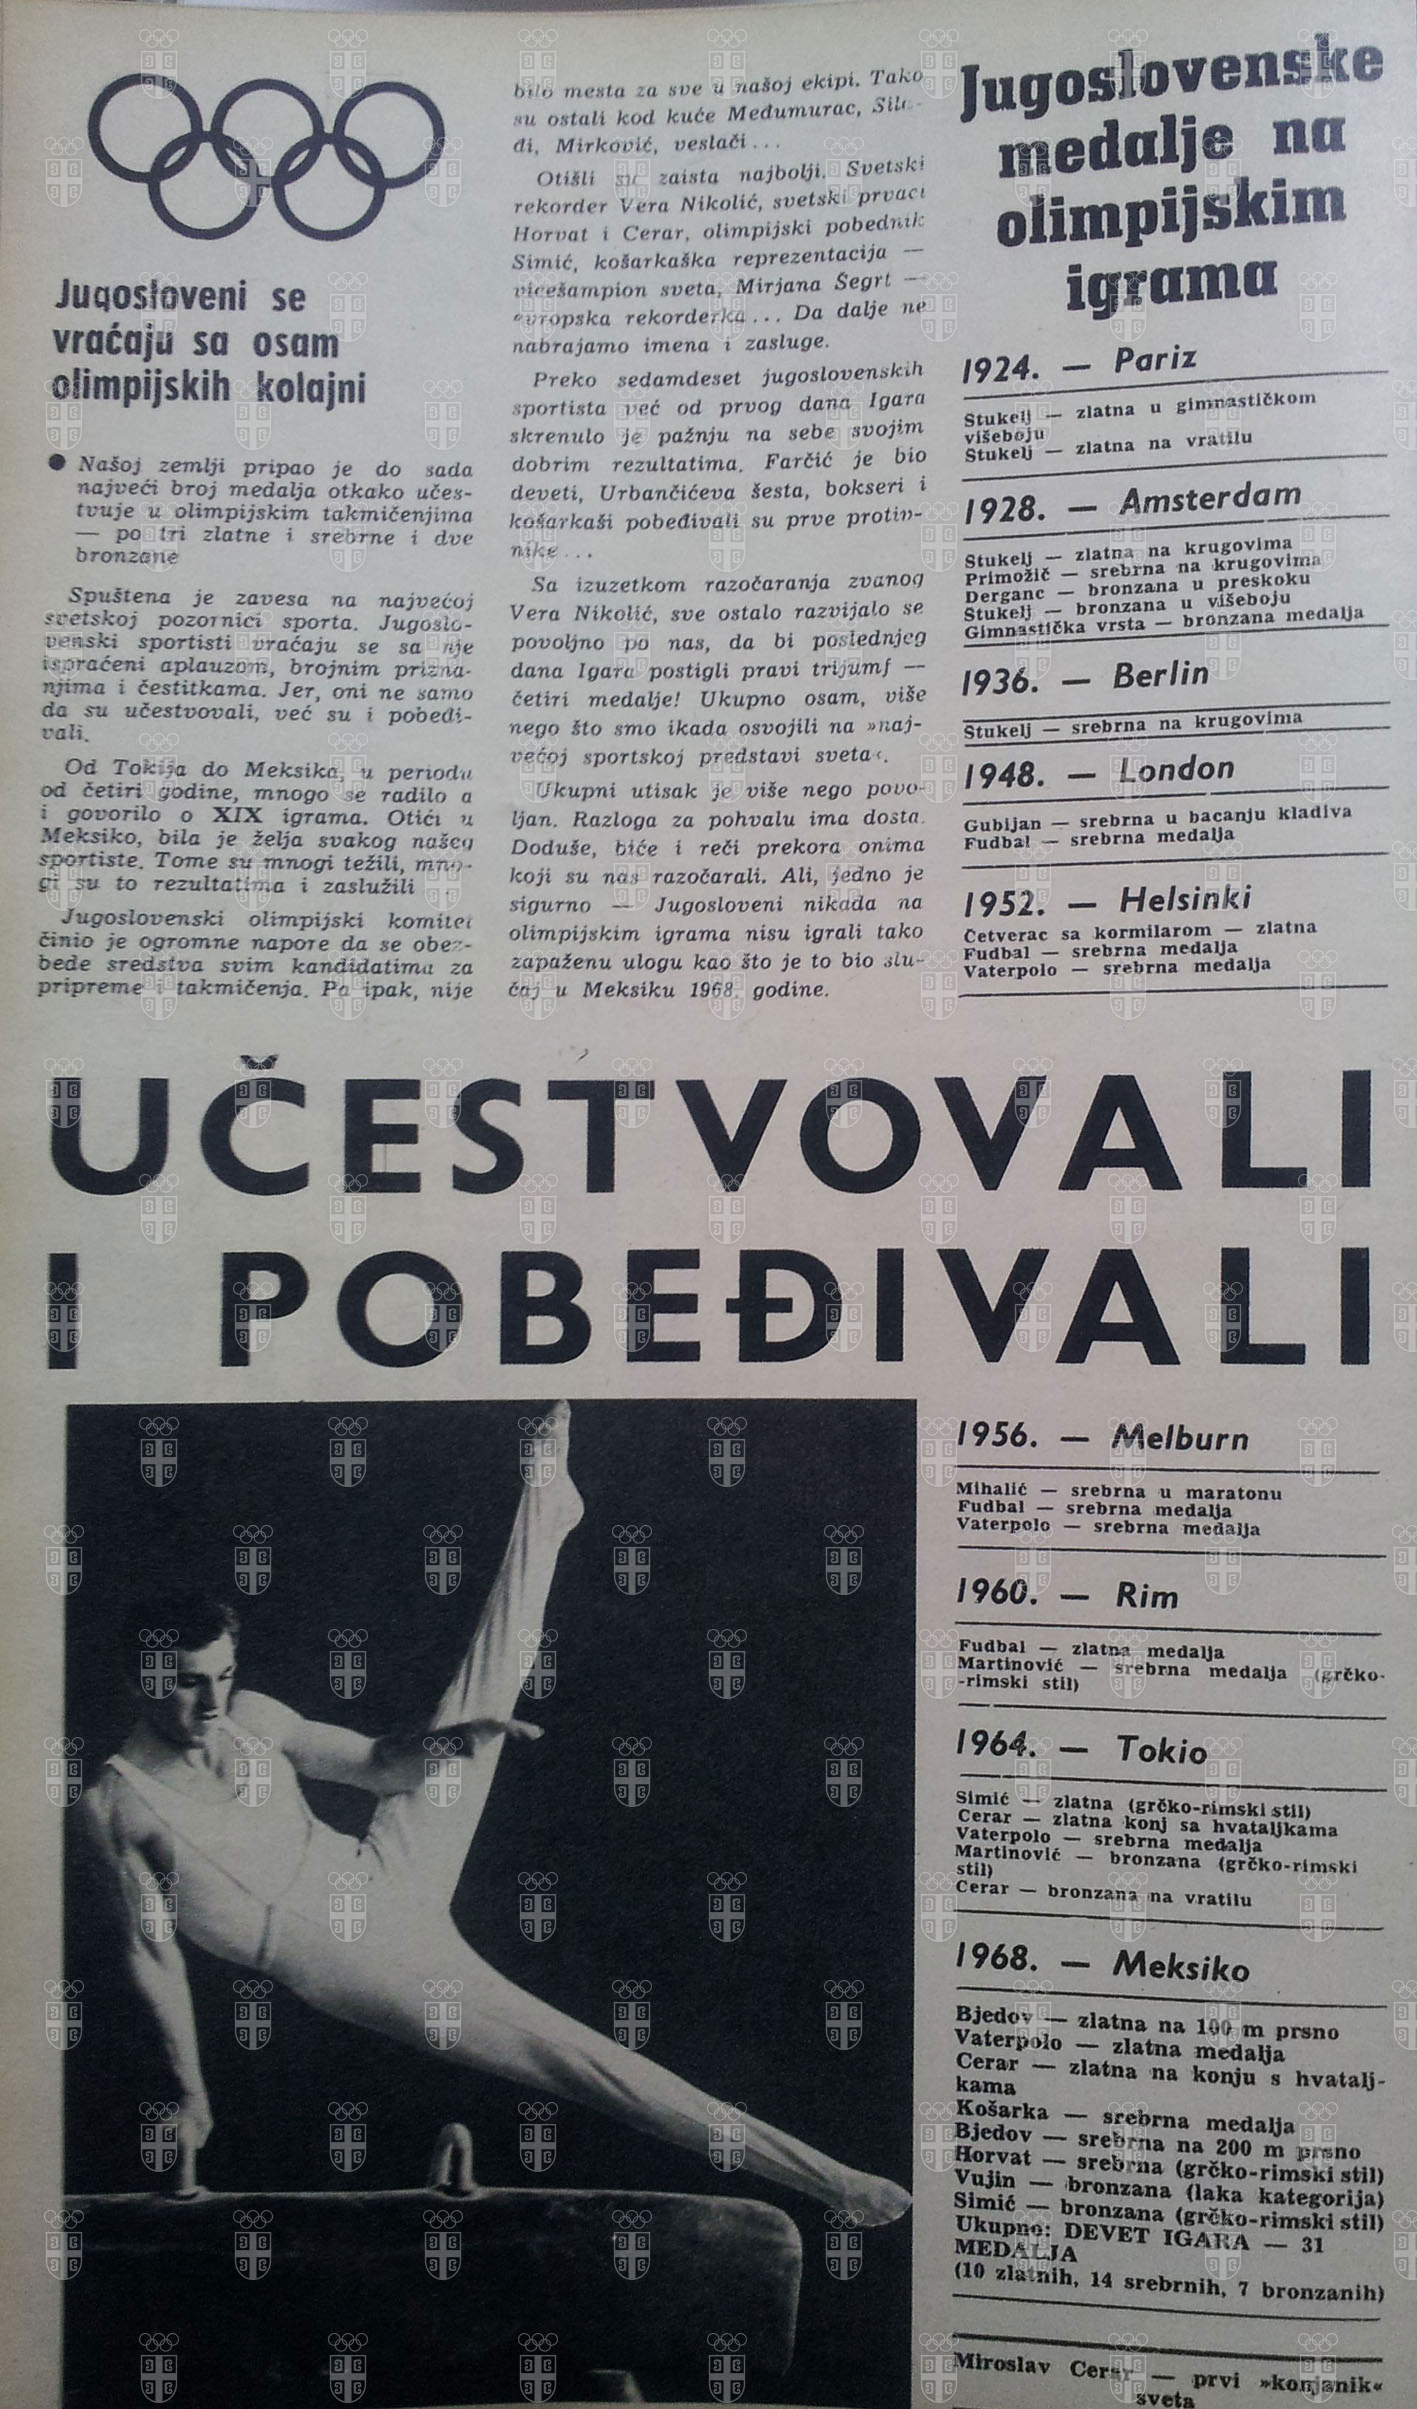 Jugosloveni se
vraćaju sa osam
olimpijskih kolajni
Našoj zemlji pripao je do sada
najveći broj medalja otkako učes-
tvuje u olimpijskim takmičenjima
— po tri zlatne i srebrne i dve
bronzane
Spuštena je zavesa na najvećoj
svetskoj pozornici sporta. Jugoslo-
venski sportisti vraćaju se sa nje
ispraćeni aplauzom, brojnim prizna-
njima i čestitkama. Jer, oni ne samo
da su učestvovali, već su i pobeđi-
vali.
Od Tokija do Meksika, u periodu
od četiri godine, mnogo se radilo a
i govorilo o XIX igrama. Otići u
Meksiko, bila je želja svakog našeg
sportiste. Tome su mnogi težili, mno-
gi su to rezultatima i zaslužili
Jugoslovenski olimpijski komitet
činio je ogromne napore da se obez-
bede sredstva svim kandidatima za
pripreme i takmičenja. Pa ipak, nije
bilo mesta za sve u našoj ekipi. Tako
su ostali kod kuće Međumurac, Sile-
đi, Mirković, veslači...
Otišli su zaista najbolji. Svetski
rekorder Vera Nikolić, svetski prvaci
Horvat i Cerar, olimpijski pobednik
Simić, košarkaška reprezentacija —
vicešampion sveta, Mirjana Šegrt —
evropska rekorderka... Da dalje ne
nabrajamo imena i zasluge.
Preko sedamdeset jugoslovenskih
sportista već od prvog dana Igara
skrenulo je pažnju na sebe svojim
dobrim rezultatima. Farčić je bio
deveti, Urbančićeva šesta, bokseri i
košarkaši pobeđivali su prve protiv-
nike...
Sa izuzetkom razočaranja zvanog
Vera Nikolić, sve ostalo razvijalo se
povoljno po nas, da bi poslednjeg
dana Igara postigli pravi trijumf —
četiri medalje! Ukupno osam, više
nego što smo ikada osvojili na »naj-
većoj sportskoj predstavi sveta«.
Ukupni utisak je više nego povo-
ljan. Razloga za pohvalu ima dosta.
Doduše, biće i reči prekora onima
koji su nas razočarali. Ali, jedno je
sigurno — Jugosloveni nikada na
olimpijskim igrama nisu igrali tako
zapaženu ulogu kao što je to bio slu-
čaj u Meksiku 1968. godine.
Jugoslovenske
medalje na
olimpijskim
igrama
1924. — Pariz
Štukelj — zlatna u gimnastičkom
višeboju
Štukelj — zlatna na vratilu
1928. — Amsterdam
Štukelj — zlatna na krugovima
Primožič — srebrna na krugovima
Derganc — bronzana u preskoku
Štukelj — bronzana u višeboju
Gimnastička vrsta — bronzana medalja
1936. — Berlin
Štukelj — srebrna na krugovima
1948. — London
Gubijan — srebrna u bacanju kladiva
Fudbal — srebrna medalja
1952. — Helsinki
Četverac sa kormilarom — zlatna
Fudbal — srebrna medalja
Vaterpolo — srebrna medalja
UČESTVOVALI
I POBEĐIVALI
1956. — Melburn
Mihalić — srebrna u maratonu
Fudbal — srebrna medalja
Vaterpolo — srebrna medalja
1960. — Rim
Fudbal — zlatna medalja
Martinović — srebrna medalja (grčko-
-rimski stil)
1964. — Tokio
Simić — zlatna (grčko-rimski stil)
Cerar — zlatna konj sa hvataljkama
Vaterpolo — srebrna medalja
Martinović — bronzana (grčko-rimski
stil)
Cerar — bronzana na vratilu
1968. — Meksiko
Bjedov — zlatna na 100 m prsno
Vaterpolo — zlatna medalja
Cerar — zlatna na konju s hvatalj-
kama
Košarka — srebrna medalja
Bjedov — srebrna na 200 m prsno
Horvat — srebrna (grčko-rimski stil)
Vujin — bronzana (laka kategorija)
Simić — bronzana (grčko-rimski stil)
Ukupno: DEVET IGARA — 31
MEDALJA
(10 zlatnih, 14 srebrnih, 7 bronzanih)
Miroslav Cerar — prvi »konjanik«
sveta